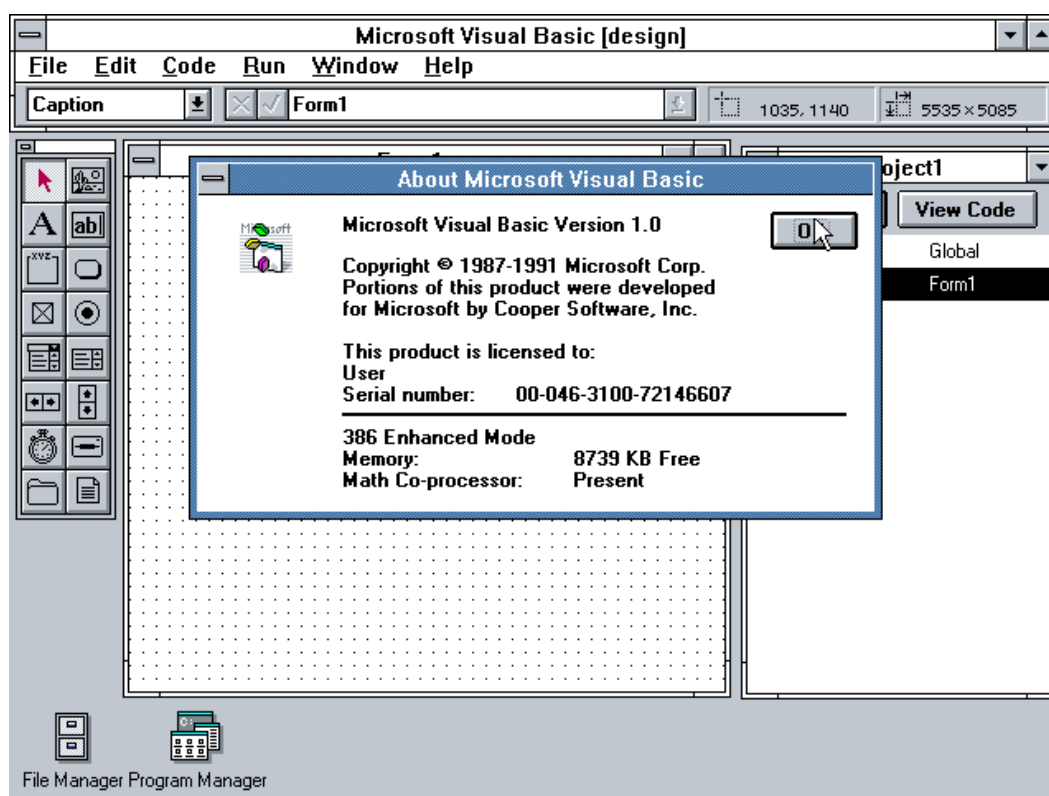 Microsoft Visual Basic [design]
File Edit Code Run Window Help
Caption Form1 1035, 1140 5535×5085
About Microsoft Visual Basic
View Code
A ab|
XYZ
Global
Form1
Microsoft Visual Basic Version 1.0
Copyright © 1987-1991 Microsoft Corp.
Portions of this product were developed
for Microsoft by Cooper Software, Inc.
This product is licensed to:
User
Serial number: 00-046-3100-72146607
386 Enhanced Mode
Memory: 8739 KB Free
Math Co-processor: Present
C:
File Manager Program Manager